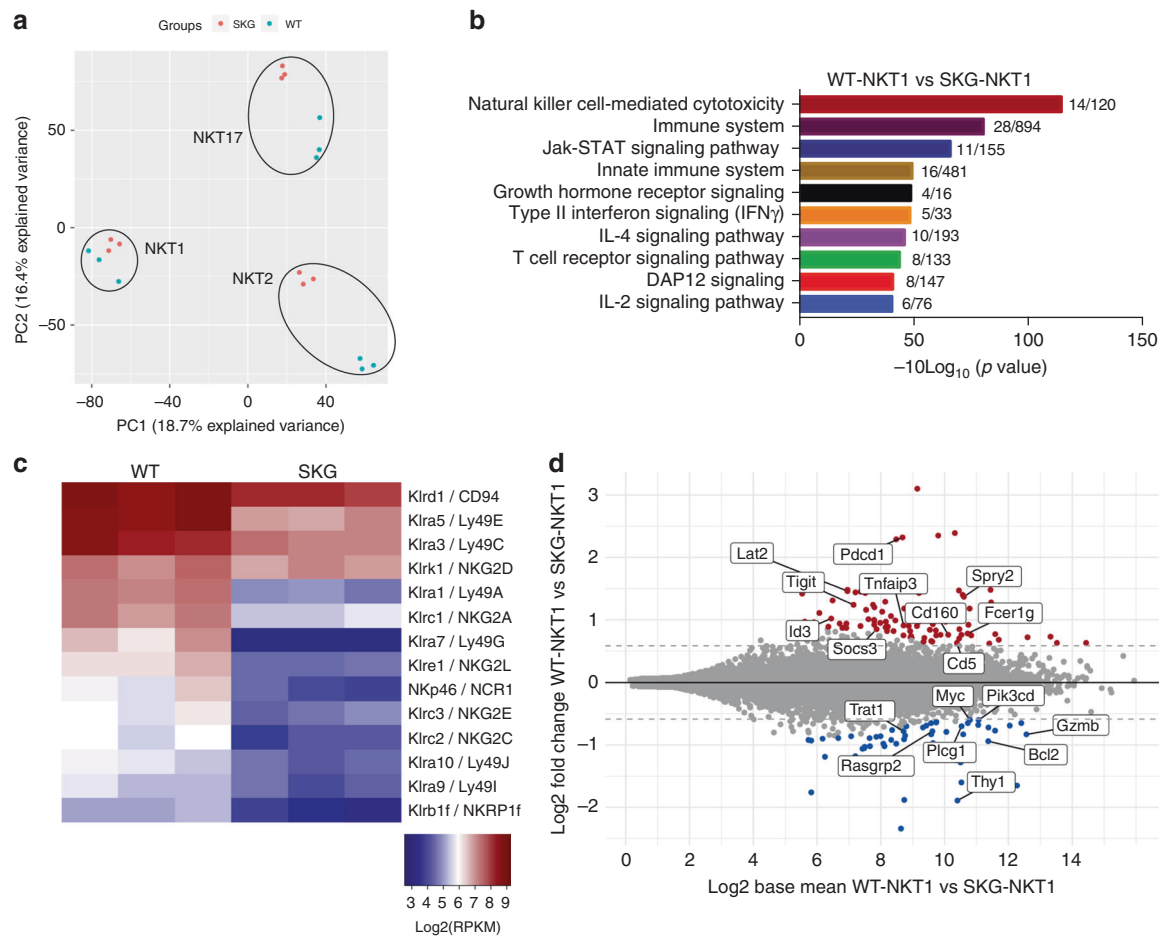 a
Groups SKG WT
NKT17
NKT1
NKT2
50
0
−50
−80 −40 0 40
PC2 (16.4% explained variance)
PC1 (18.7% explained variance)
b
WT-NKT1 vs SKG-NKT1
Natural killer cell-mediated cytotoxicity 14/120
Immune system 28/894
Jak-STAT signaling pathway 11/155
Innate immune system 16/481
Growth hormone receptor signaling 4/16
Type II interferon signaling (IFNγ) 5/33
IL-4 signaling pathway 10/193
T cell receptor signaling pathway 8/133
DAP12 signaling 8/147
IL-2 signaling pathway 6/76
0 50 100 150
−10Log10 (p value)
c
WT SKG
Klrd1 / CD94
Klra5 / Ly49E
Klra3 / Ly49C
Klrk1 / NKG2D
Klra1 / Ly49A
Klrc1 / NKG2A
Klra7 / Ly49G
Klre1 / NKG2L
NKp46 / NCR1
Klrc3 / NKG2E
Klrc2 / NKG2C
Klra10 / Ly49J
Klra9 / Ly49I
Klrb1f / NKRP1f
3 4 5 6 7 8 9
Log2(RPKM)
d
Log2 fold change WT-NKT1 vs SKG-NKT1
3
2
1
0
−1
−2
Lat2
Pdcd1
Tigit
Tnfaip3
Spry2
Cd160
Fcer1g
Id3
Socs3
Cd5
Myc
Pik3cd
Trat1
Gzmb
Plcg1
Bcl2
Rasgrp2
Thy1
0 2 4 6 8 10 12 14
Log2 base mean WT-NKT1 vs SKG-NKT1